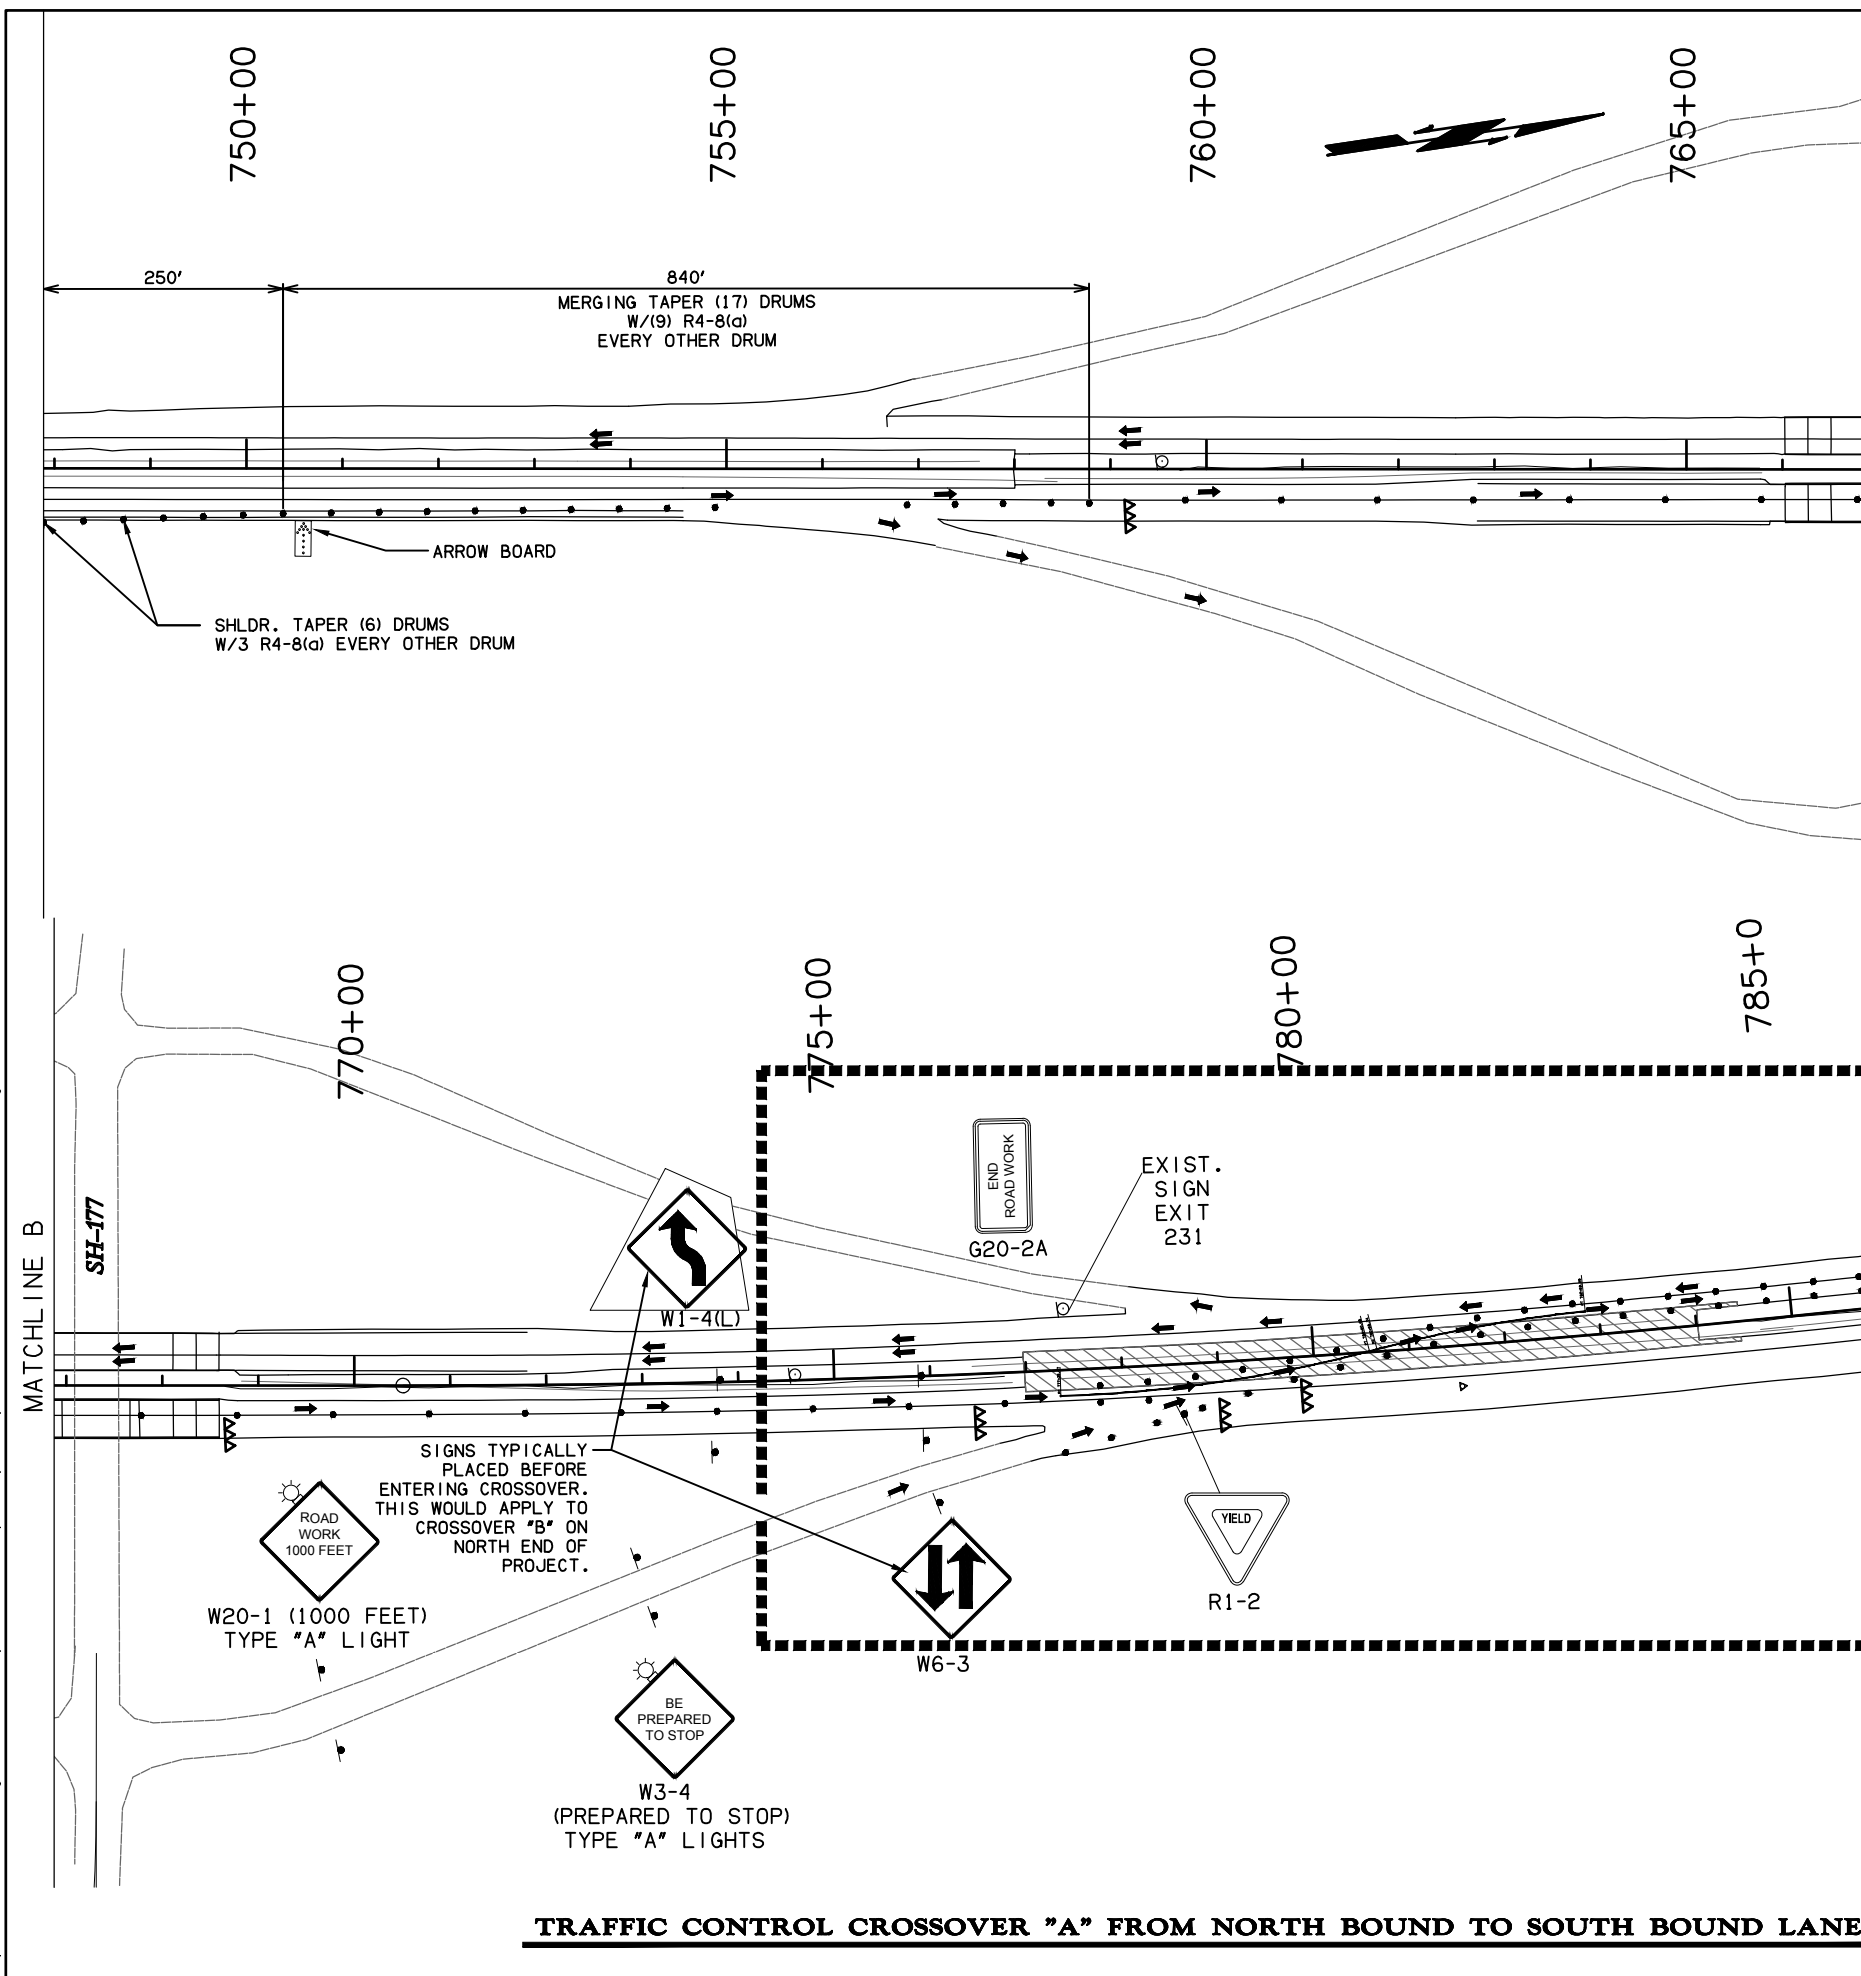 750+00
755+00
760+00
765+00
250'
840'
MERGING TAPER (17) DRUMS
W/(9) R4-8(a)
EVERY OTHER DRUM
ARROW BOARD
SHLDR. TAPER (6) DRUMS
W/3 R4-8(a) EVERY OTHER DRUM
770+00
775+00
780+00
785+0
MATCHLINE B
SH-177
END
ROAD WORK
G20-2A
EXIST.
SIGN
EXIT
231
W1-4(L)
SIGNS TYPICALLY
PLACED BEFORE
ENTERING CROSSOVER.
THIS WOULD APPLY TO
CROSSOVER "B" ON
NORTH END OF
PROJECT.
ROAD
WORK
1000 FEET
W20-1 (1000 FEET)
TYPE "A" LIGHT
YIELD
R1-2
W6-3
BE
PREPARED
TO STOP
W3-4
(PREPARED TO STOP)
TYPE "A" LIGHTS
TRAFFIC CONTROL CROSSOVER "A" FROM NORTH BOUND TO SOUTH BOUND LANE